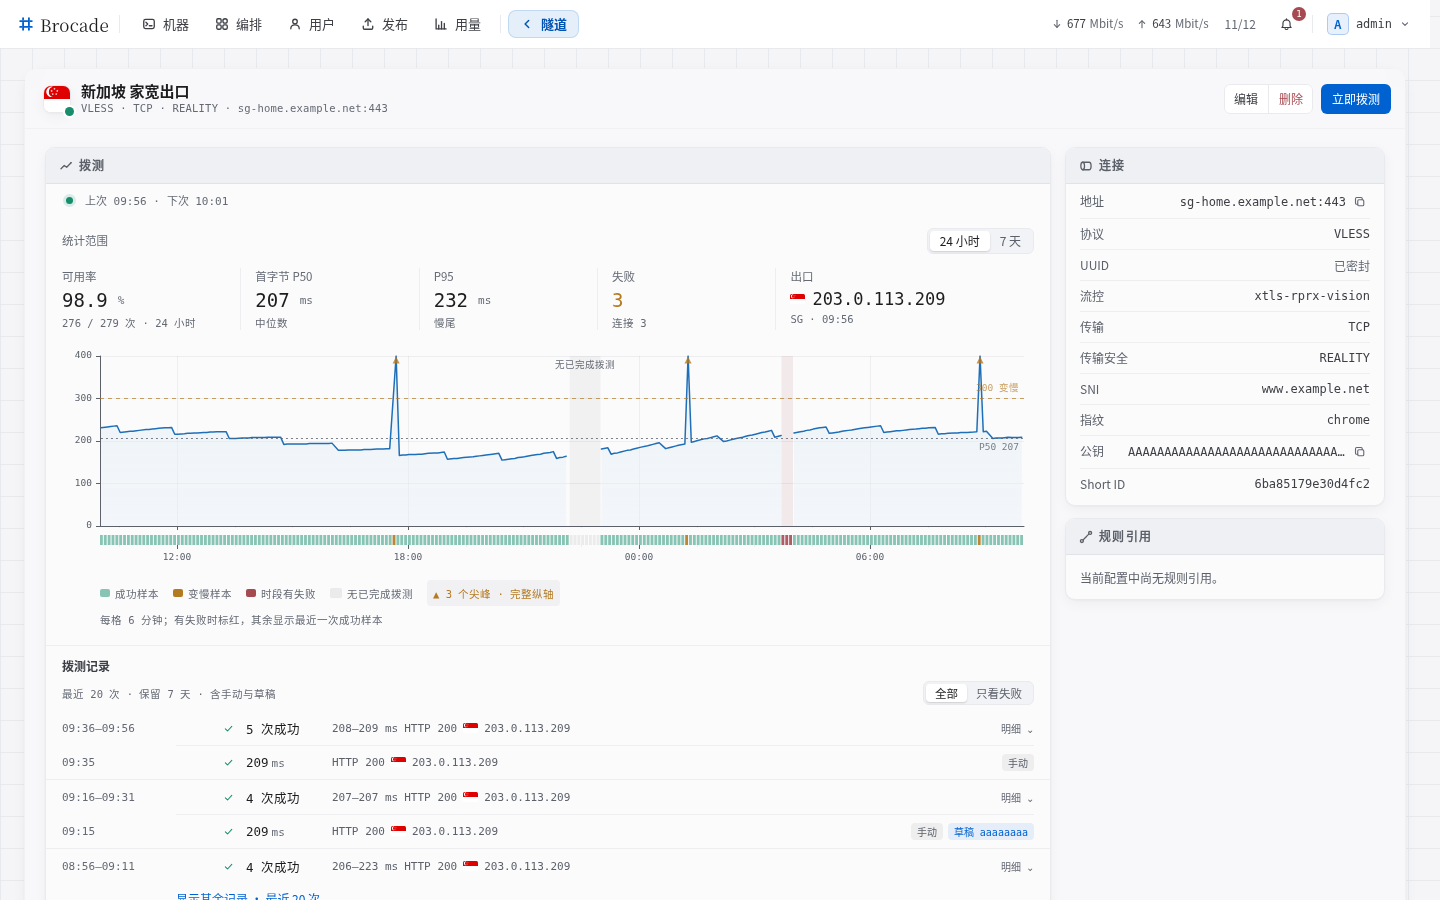 Brocade 机器 编排 用户 发布 用量 隧道 677 Mbit/s 643 Mbit/s 11/12 1 A admin
新加坡 家宽出口
VLESS · TCP · REALITY · sg-home.example.net:443
编辑 删除 立即拨测
拨测
上次 09:56 · 下次 10:01
统计范围 24 小时 7 天
可用率 首字节 P50 P95 失败 出口
98.9 % 207 ms 232 ms 3 203.0.113.209
276 / 279 次 · 24 小时 中位数 慢尾 连接 3 SG · 09:56
400
无已完成拨测
300 变慢
300
200
P50 207
100
0
12:00 18:00 00:00 06:00
成功样本 变慢样本 时段有失败 无已完成拨测 ▲ 3 个尖峰 · 完整纵轴
每格 6 分钟；有失败时标红，其余显示最近一次成功样本
拨测记录
最近 20 次 · 保留 7 天 · 含手动与草稿 全部 只看失败
09:36–09:56 5 次成功 208–209 ms HTTP 200 203.0.113.209 明细
09:35 209 ms HTTP 200 203.0.113.209 手动
09:16–09:31 4 次成功 207–207 ms HTTP 200 203.0.113.209 明细
09:15 209 ms HTTP 200 203.0.113.209 手动 草稿 aaaaaaaa
08:56–09:11 4 次成功 206–223 ms HTTP 200 203.0.113.209 明细
显示其余记录 · 最近 20 次
连接
地址 sg-home.example.net:443
协议 VLESS
UUID 已密封
流控 xtls-rprx-vision
传输 TCP
传输安全 REALITY
SNI www.example.net
指纹 chrome
公钥 AAAAAAAAAAAAAAAAAAAAAAAAAAAAA…
Short ID 6ba85179e30d4fc2
规则引用
当前配置中尚无规则引用。